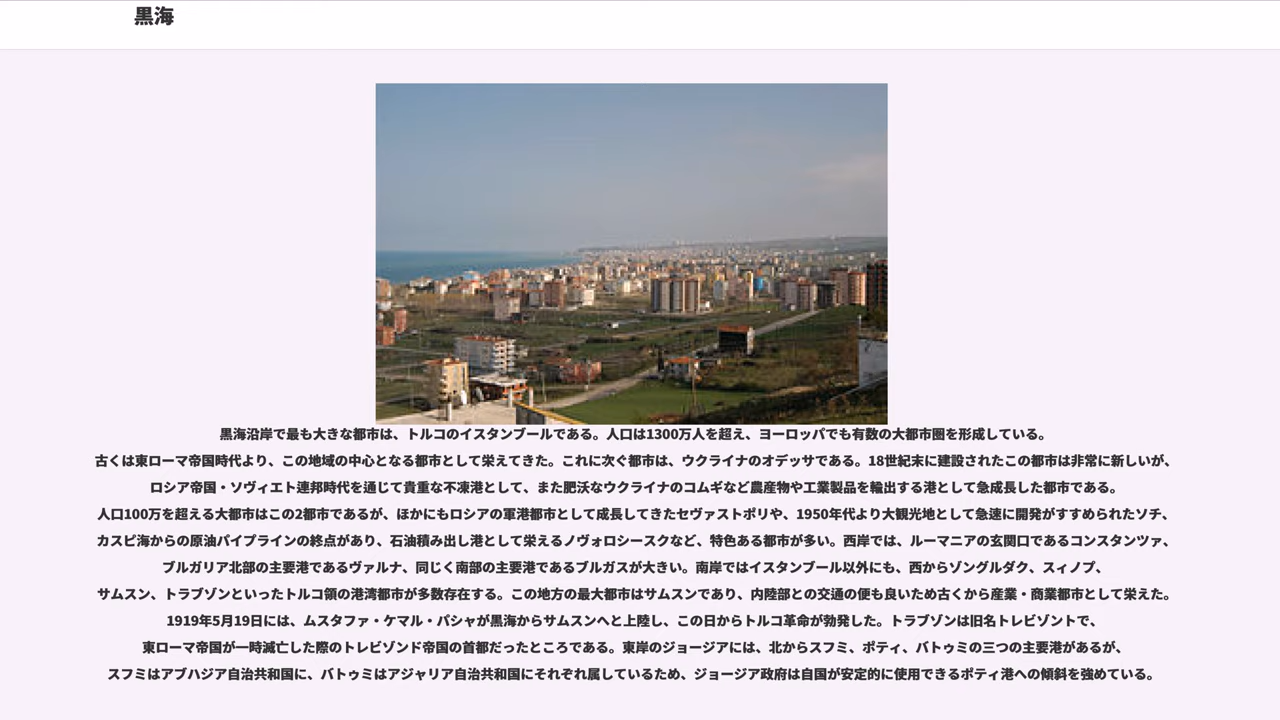 黒海
黒海沿岸で最も大きな都市は、トルコのイスタンブールである。人口は1300万人を超え、ヨーロッパでも有数の大都市圏を形成している。
古くは東ローマ帝国時代より、この地域の中心となる都市として栄えてきた。これに次ぐ都市は、ウクライナのオデッサである。18世紀末に建設されたこの都市は非常に新しいが、
ロシア帝国・ソヴィエト連邦時代を通じて貴重な不凍港として、また肥沃なウクライナのコムギなど農産物や工業製品を輸出する港として急成長した都市である。
人口100万を超える大都市はこの2都市であるが、ほかにもロシアの軍港都市として成長してきたセヴァストポリや、1950年代より大観光地として急速に開発がすすめられたソチ、
カスピ海からの原油パイプラインの終点があり、石油積み出し港として栄えるノヴォロシースクなど、特色ある都市が多い。西岸では、ルーマニアの玄関口であるコンスタンツァ、
ブルガリア北部の主要港であるヴァルナ、同じく南部の主要港であるブルガスが大きい。南岸ではイスタンブール以外にも、西からゾングルダク、スィノプ、
サムスン、トラブゾンといったトルコ領の港湾都市が多数存在する。この地方の最大都市はサムスンであり、内陸部との交通の便も良いため古くから産業・商業都市として栄えた。
1919年5月19日には、ムスタファ・ケマル・パシャが黒海からサムスンへと上陸し、この日からトルコ革命が勃発した。トラブゾンは旧名トレビゾントで、
東ローマ帝国が一時滅亡した際のトレビゾンド帝国の首都だったところである。東岸のジョージアには、北からスフミ、ポティ、バトゥミの三つの主要港があるが、
スフミはアブハジア自治共和国に、バトゥミはアジャリア自治共和国にそれぞれ属しているため、ジョージア政府は自国が安定的に使用できるポティ港への傾斜を強めている。